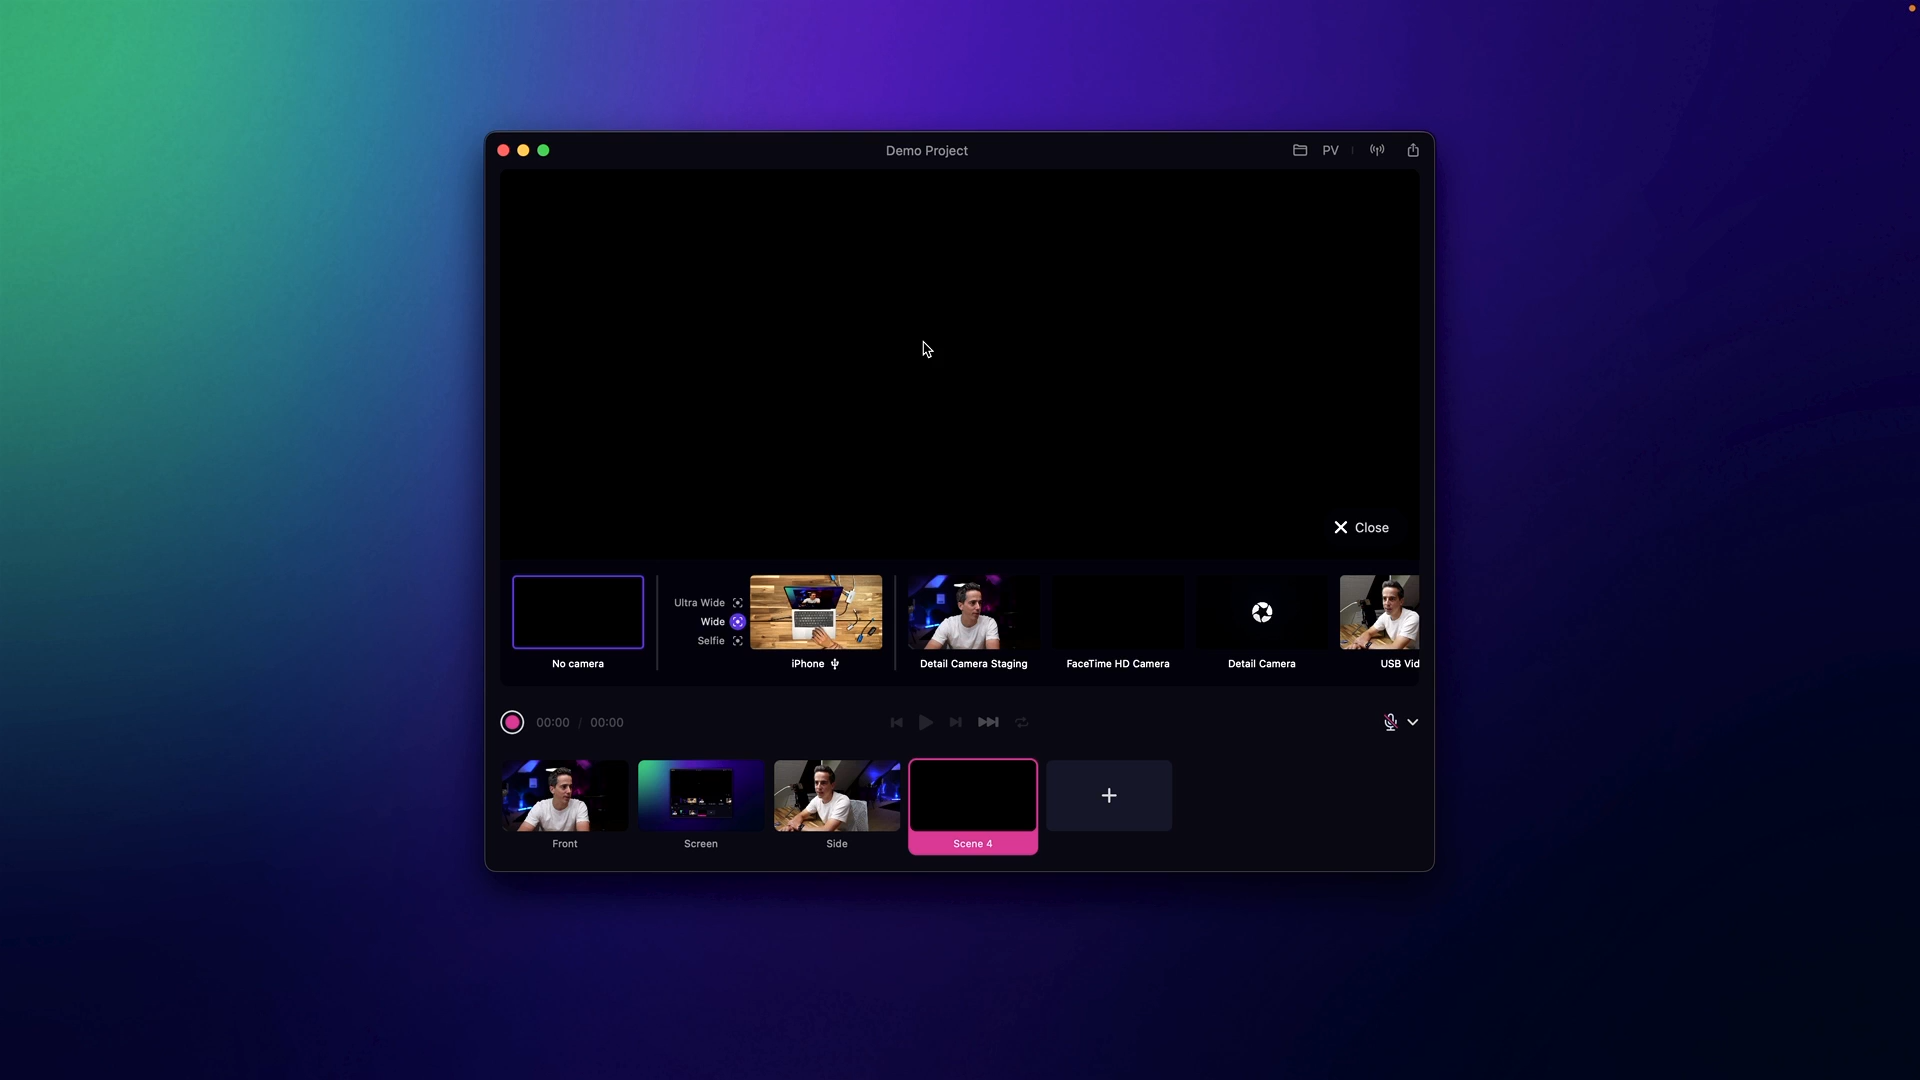 Demo Project
PV
Close
Ultra Wide
Wide
Selfie
No camera
iPhone
Detail Camera Staging
FaceTime HD Camera
Detail Camera
USB Vid
00:00 / 00:00
Front
Screen
Side
Scene 4